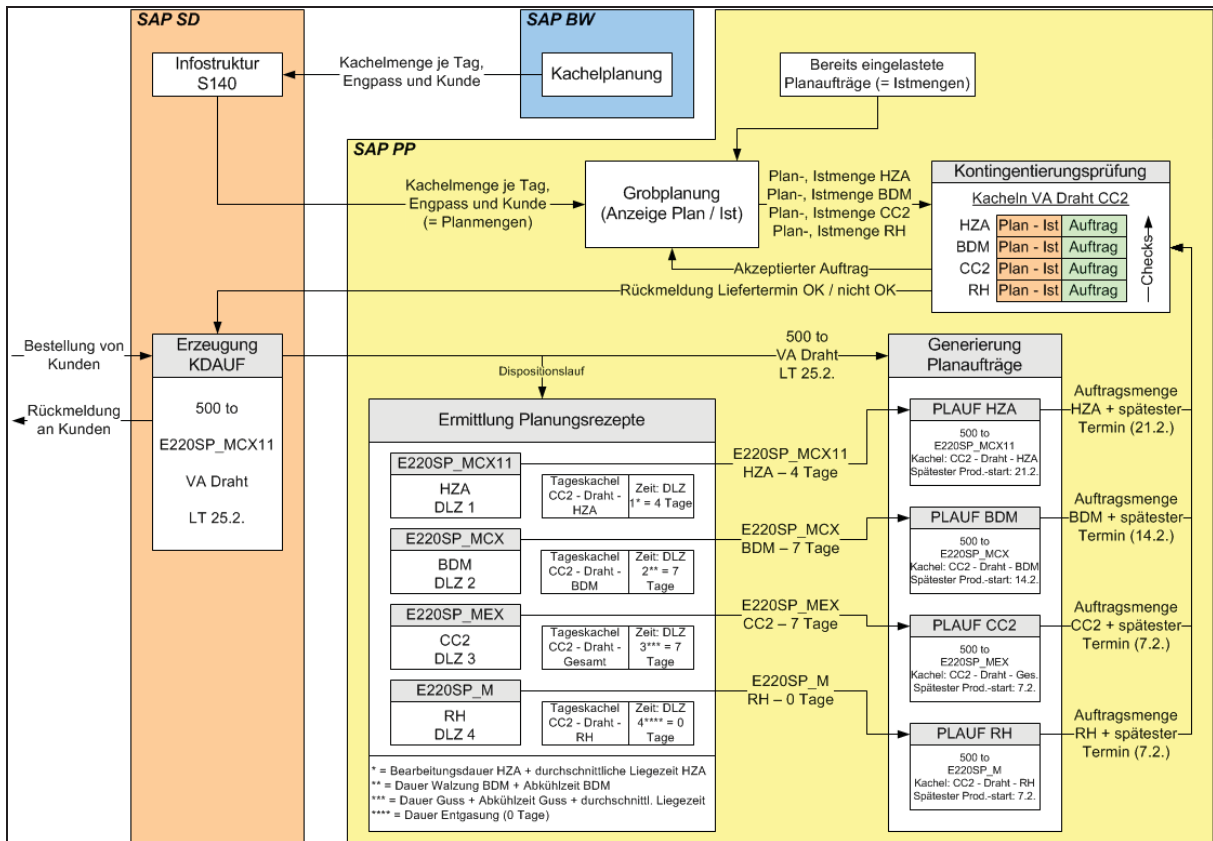 SAP SD
SAP BW
Infostruktur
S140
Kachelmenge je Tag,
Engpass und Kunde
Kachelplanung
Bereits eingelastete
Planaufträge (= Istmengen)
SAP PP
Kachelmenge je Tag,
Engpass und Kunde
(= Planmengen)
Grobplanung
(Anzeige Plan / Ist)
Plan-, Istmenge HZA
Plan-, Istmenge BDM
Plan-, Istmenge CC2
Plan-, Istmenge RH
Kontingentierungsprüfung
Kacheln VA Draht CC2
HZA Plan - Ist Auftrag
BDM Plan - Ist Auftrag
CC2 Plan - Ist Auftrag
RH Plan - Ist Auftrag
Checks
Akzeptierter Auftrag
Rückmeldung Liefertermin OK / nicht OK
Bestellung von
Kunden
Rückmeldung
an Kunden
Erzeugung
KDAUF
500 to
E220SP_MCX11
VA Draht
LT 25.2.
Dispositionslauf
500 to
VA Draht
LT 25.2.
Ermittlung Planungsrezepte
E220SP_MCX11
HZA
DLZ 1
Tageskachel
CC2 - Draht -
HZA
Zeit: DLZ
1* = 4 Tage
E220SP_MCX
BDM
DLZ 2
Tageskachel
CC2 - Draht -
BDM
Zeit: DLZ
2** = 7
Tage
E220SP_MEX
CC2
DLZ 3
Tageskachel
CC2 - Draht -
Gesamt
Zeit: DLZ
3*** = 7
Tage
E220SP_M
RH
DLZ 4
Tageskachel
CC2 - Draht -
RH
Zeit: DLZ
4**** = 0
Tage
* = Bearbeitungsdauer HZA + durchschnittliche Liegezeit HZA
** = Dauer Walzung BDM + Abkühlzeit BDM
*** = Dauer Guss + Abkühlzeit Guss + durchschnittl. Liegezeit
**** = Dauer Entgasung (0 Tage)
E220SP_MCX11
HZA – 4 Tage
E220SP_MCX
BDM – 7 Tage
E220SP_MEX
CC2 – 7 Tage
E220SP_M
RH – 0 Tage
Generierung
Planaufträge
PLAUF HZA
500 to
E220SP_MCX11
Kachel: CC2 - Draht - HZA
Spätester Prod.-start: 21.2.
PLAUF BDM
500 to
E220SP_MCX
Kachel: CC2 - Draht - BDM
Spätester Prod.-start: 14.2.
PLAUF CC2
500 to
E220SP_MEX
Kachel: CC2 - Draht - Ges.
Spätester Prod.-start: 7.2.
PLAUF RH
500 to
E220SP_M
Kachel: CC2 - Draht - RH
Spätester Prod.-start: 7.2.
Auftragsmenge
HZA + spätester
Termin (21.2.)
Auftragsmenge
BDM + spätester
Termin (14.2.)
Auftragsmenge
CC2 + spätester
Termin (7.2.)
Auftragsmenge
RH + spätester
Termin (7.2.)